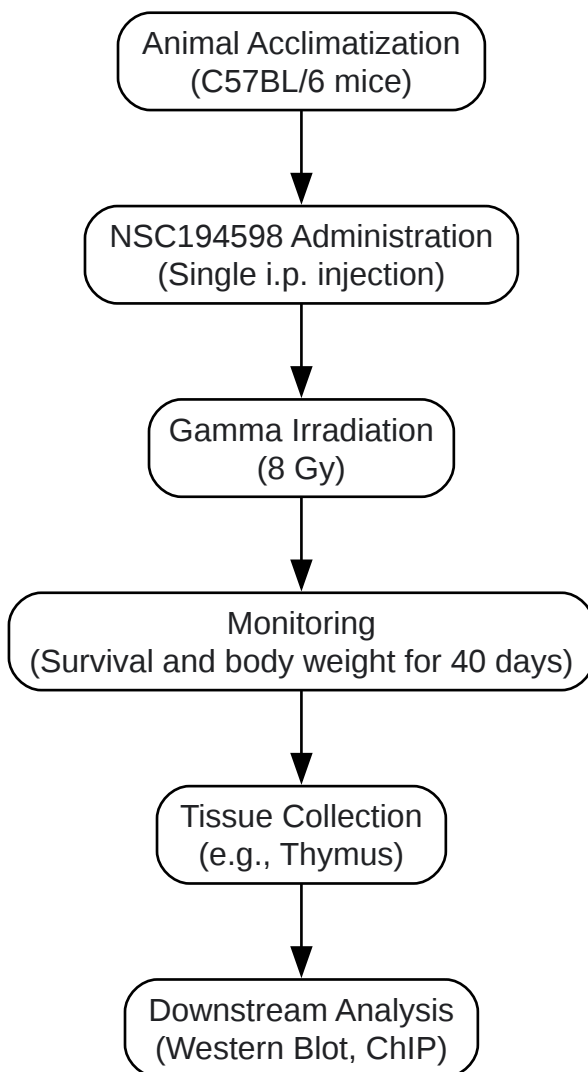 Animal Acclimatization
(C57BL/6 mice)
NSC194598 Administration
(Single i.p. injection)
Gamma Irradiation
(8 Gy)
Monitoring
(Survival and body weight for 40 days)
Tissue Collection
(e.g., Thymus)
Downstream Analysis
(Western Blot, ChIP)